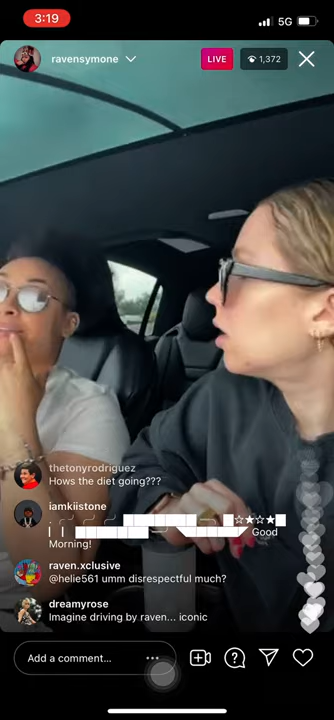 3:19
5G
ravensymone
LIVE
1,372
thetonyrodriguez
Hows the diet going???
iamkiistone
☆★☆★
Good
Morning!
raven.xclusive
@helie561 umm disrespectful much?
dreamyrose
Imagine driving by raven... iconic
Add a comment...